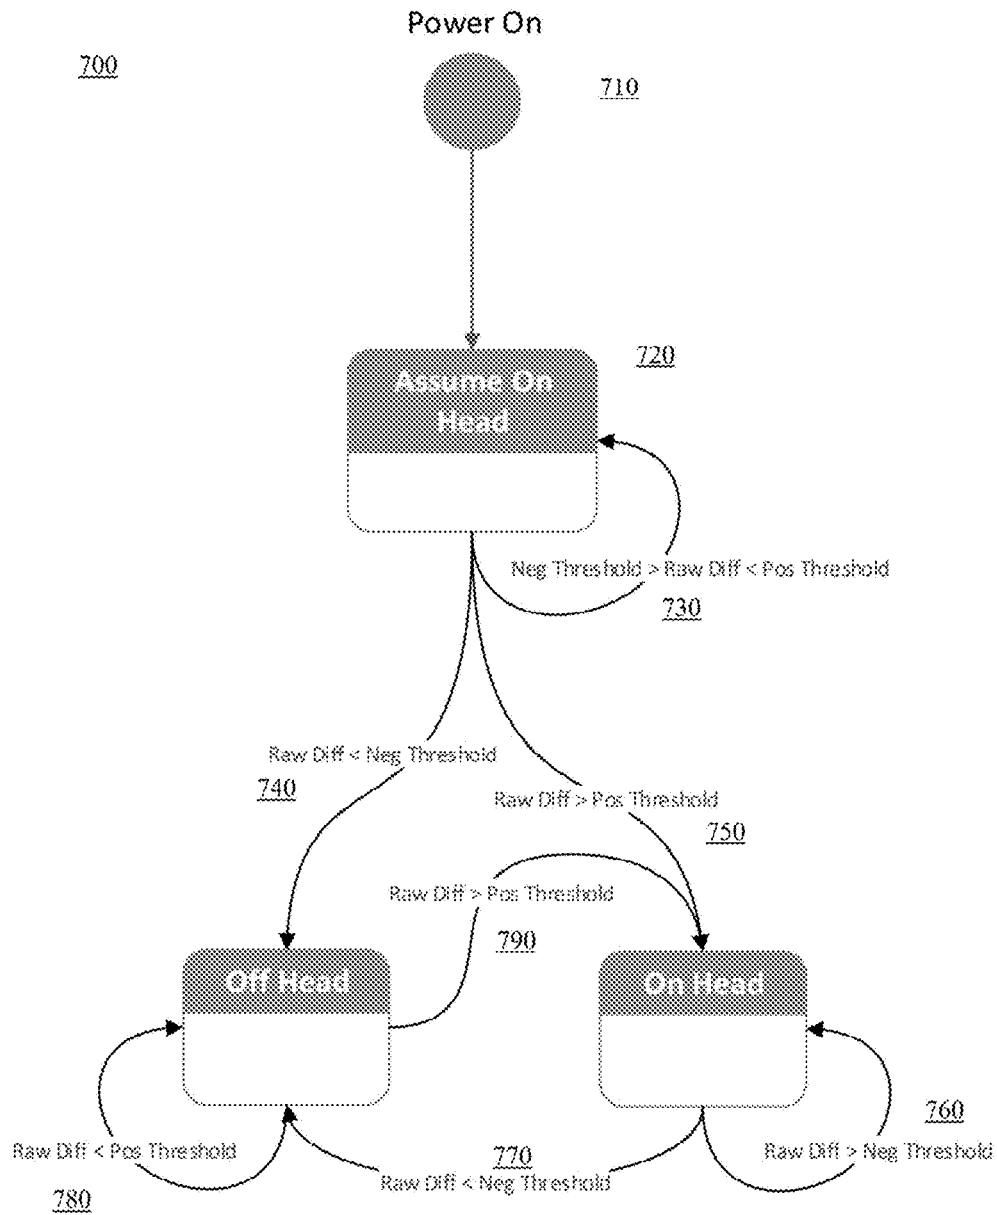 Power On
700
710
Assume On
Head
720
Neg Threshold > Raw Diff < Pos Threshold
730
Raw Diff < Neg Threshold
740
Raw Diff > Pos Threshold
750
Raw Diff > Pos Threshold
790
Off Head
On Head
760
Raw Diff < Pos Threshold
780
770
Raw Diff < Neg Threshold
Raw Diff > Neg Threshold